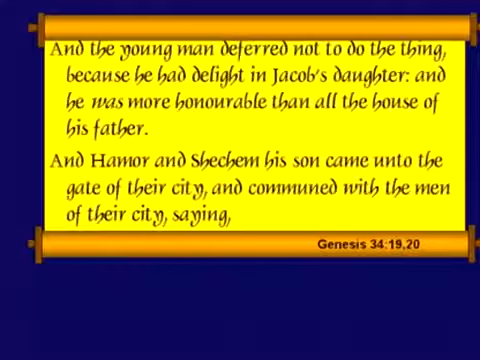 And the young man deferred not to do the thing,
because he had delight in Jacob's daughter: and
he was more honourable than all the house of
his father.
And Hamor and Shechem his son came unto the
gate of their city, and communed with the men
of their city, saying,
Genesis 34:19,20